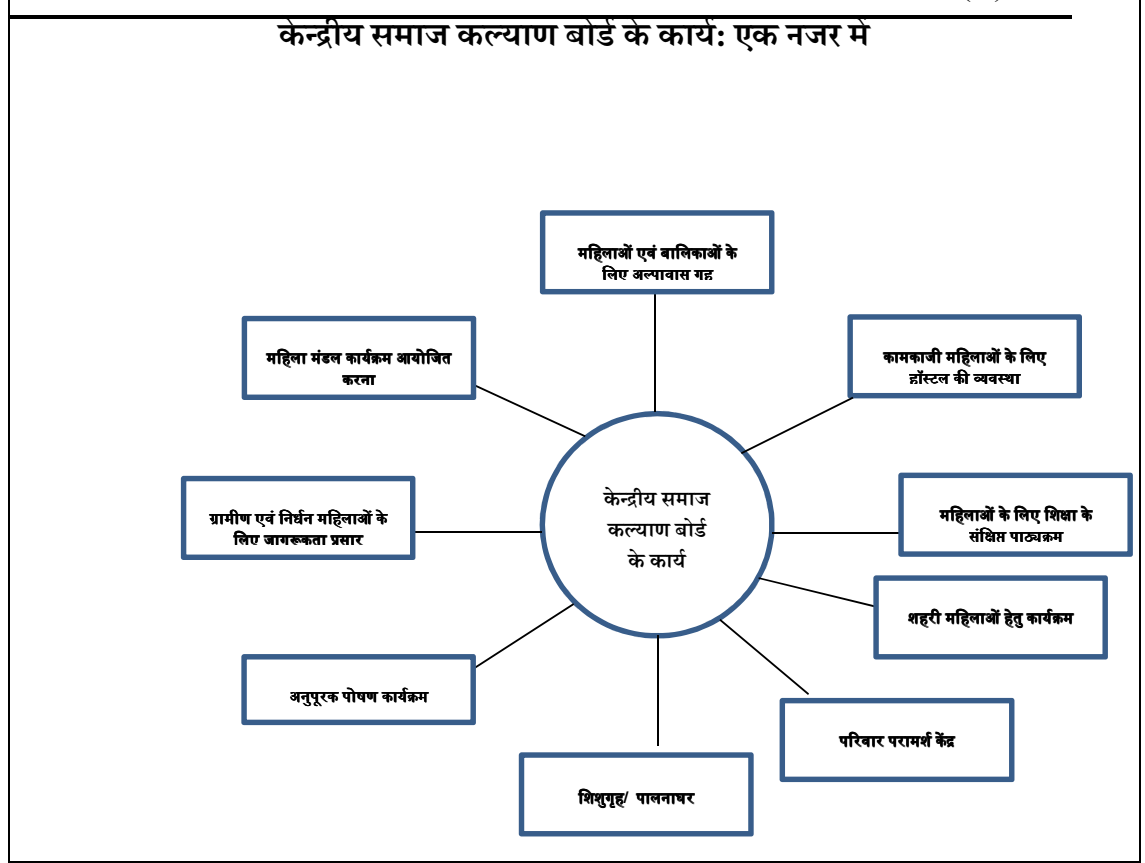 केन्द्रीय समाज कल्याण बोर्ड के कार्य: एक नजर में
महिलाओं एवं बालिकाओं के
लिए अल्पावास गृह
महिला मंडल कार्यक्रम आयोजित
करना
कामकाजी महिलाओं के लिए
हॉस्टल की व्यवस्था
केन्द्रीय समाज
कल्याण बोर्ड
के कार्य
ग्रामीण एवं निर्धन महिलाओं के
लिए जागरूकता प्रसार
महिलाओं के लिए शिक्षा के
संक्षिप्त पाठ्यक्रम
शहरी महिलाओं हेतु कार्यक्रम
अनुपूरक पोषण कार्यक्रम
परिवार परामर्श केंद्र
शिशुगृह/ पालनाघर